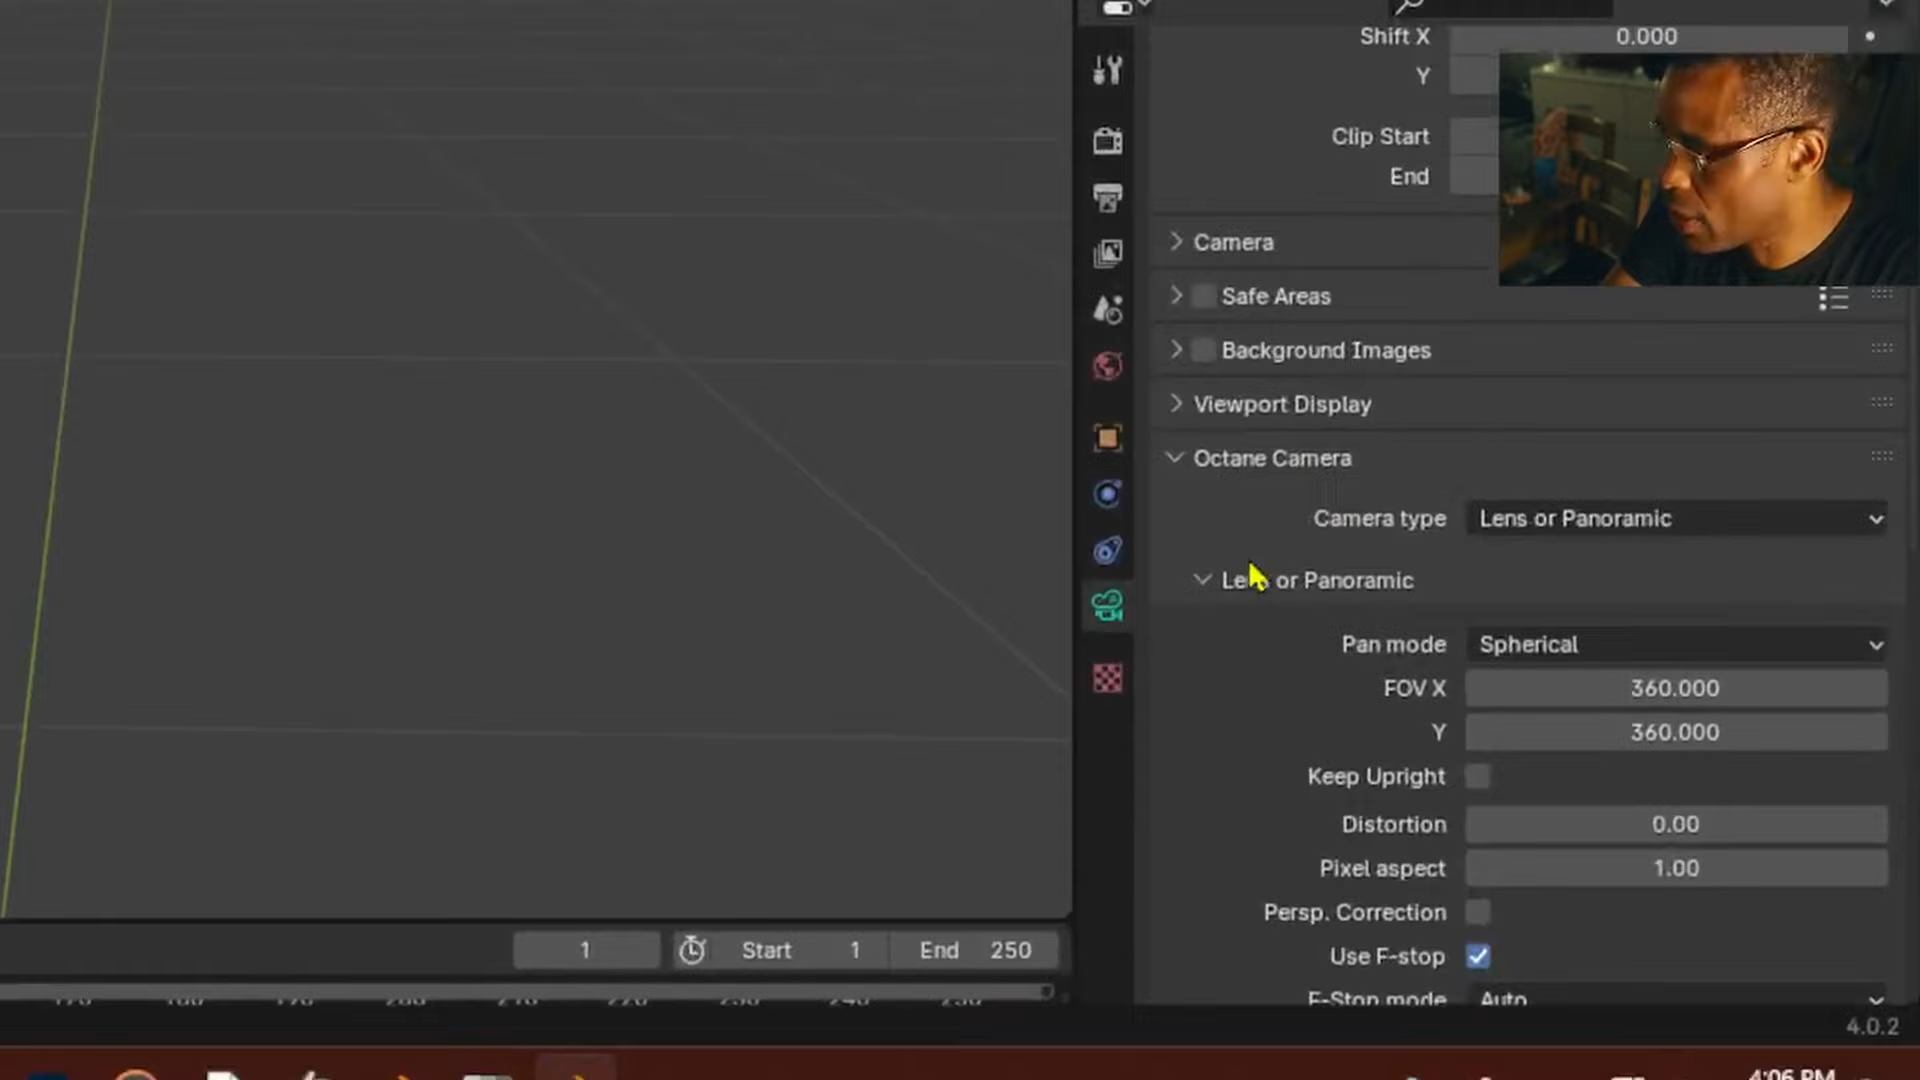 Shift X 0.000
Y
Clip Start
End
Camera
Safe Areas
Background Images
Viewport Display
Octane Camera
Camera type Lens or Panoramic
Lens or Panoramic
Pan mode Spherical
FOV X 360.000
Y 360.000
Keep Upright
Distortion 0.00
Pixel aspect 1.00
Persp. Correction
Use F-stop
F-Stop mode Auto
1 Start 1 End 250
4.0.2
4:06 PM